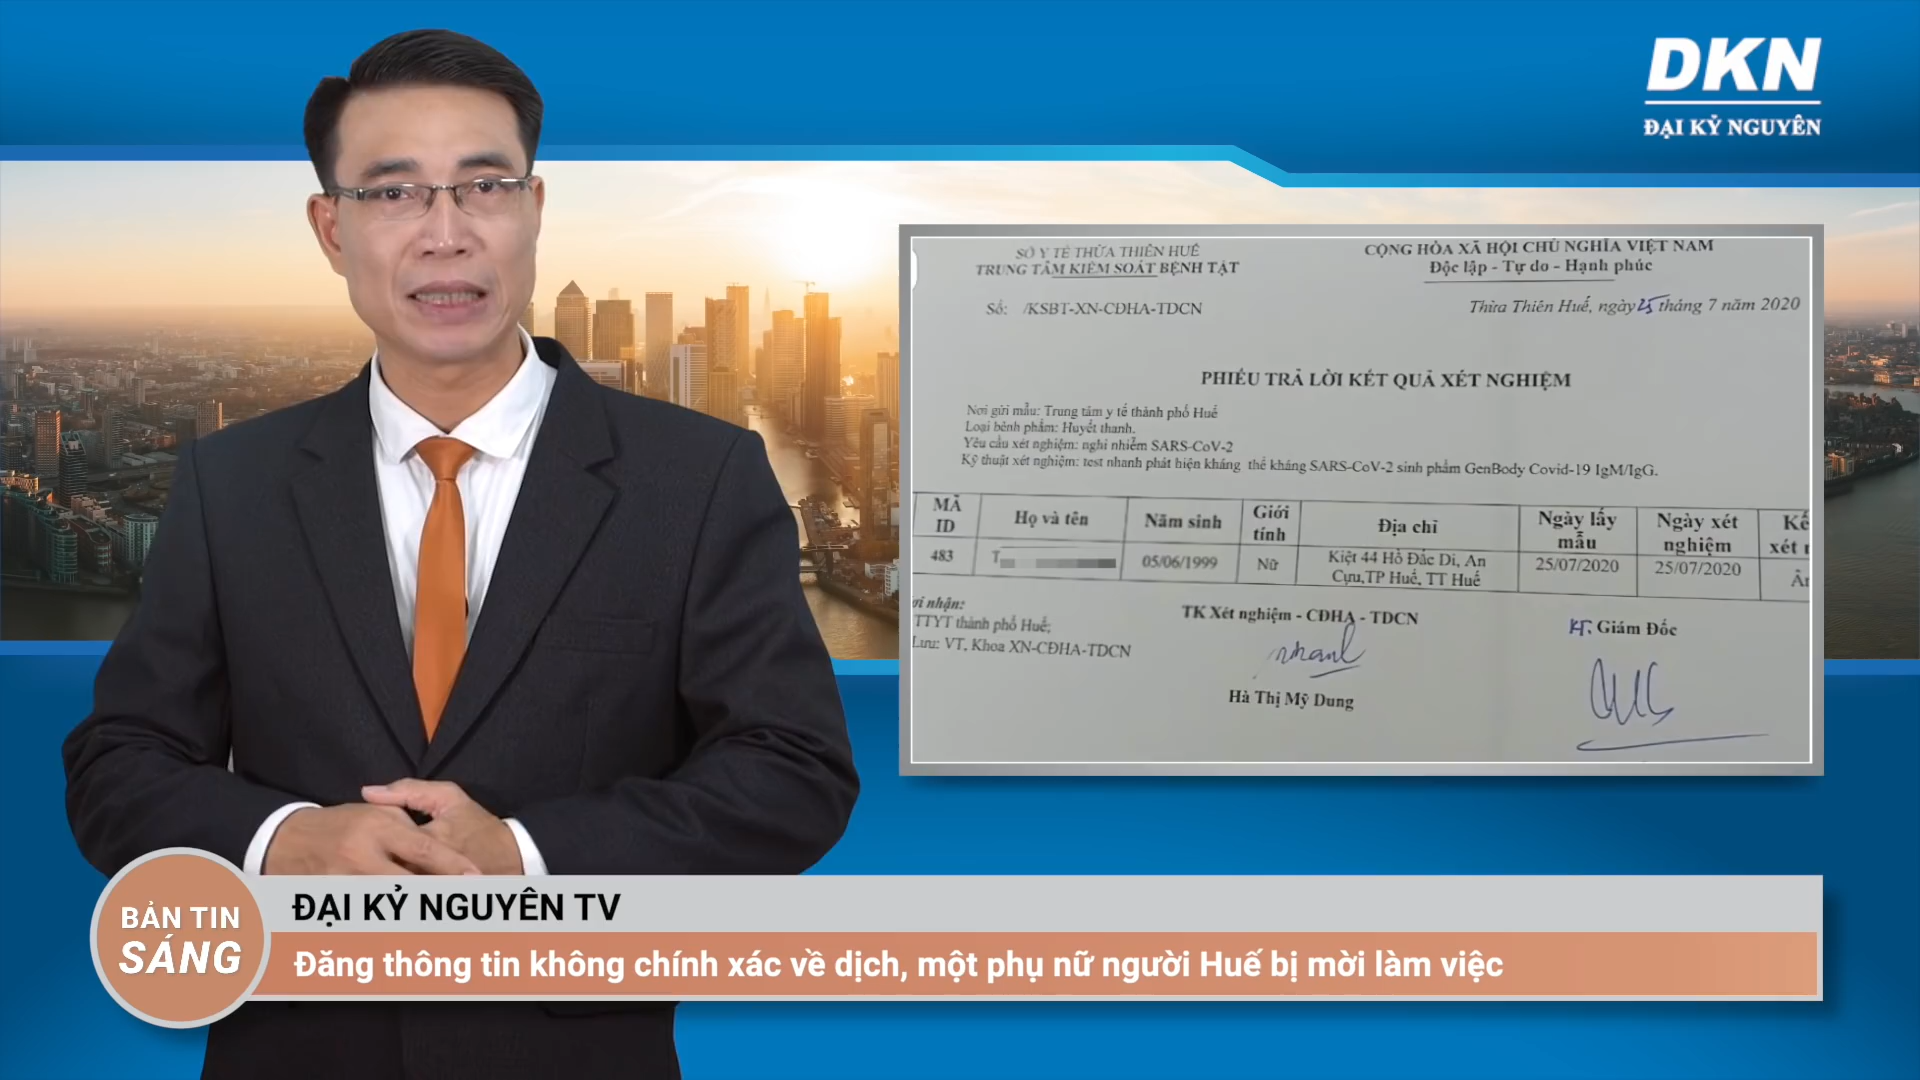 DKN
ĐẠI KỶ NGUYÊN
SỞ Y TẾ THỪA THIÊN HUẾ
TRUNG TÂM KIỂM SOÁT BỆNH TẬT
Số: /KSBT-XN-CĐHA-TDCN
CỘNG HÒA XÃ HỘI CHỦ NGHĨA VIỆT NAM
Độc lập - Tự do - Hạnh phúc
Thừa Thiên Huế, ngày 25 tháng 7 năm 2020
PHIẾU TRẢ LỜI KẾT QUẢ XÉT NGHIỆM
Nơi gửi mẫu: Trung tâm y tế thành phố Huế
Loại bệnh phẩm: Huyết thanh.
Yêu cầu xét nghiệm: nghi nhiễm SARS-CoV-2
Kỹ thuật xét nghiệm: test nhanh phát hiện kháng thể kháng SARS-CoV-2 sinh phẩm GenBody Covid-19 IgM/IgG.
MÃ ID Họ và tên Năm sinh Giới tính Địa chỉ Ngày lấy mẫu Ngày xét nghiệm Kế xét
483 T 05/06/1999 Nữ Kiệt 44 Hồ Đắc Di, An Cựu,TP Huế, TT Huế 25/07/2020 25/07/2020 Â
nhận:
TTYT thành phố Huế;
Lưu: VT, Khoa XN-CĐHA-TDCN
TK Xét nghiệm - CĐHA - TDCN
Hà Thị Mỹ Dung
KT. Giám Đốc
BẢN TIN
SÁNG
ĐẠI KỶ NGUYÊN TV
Đăng thông tin không chính xác về dịch, một phụ nữ người Huế bị mời làm việc